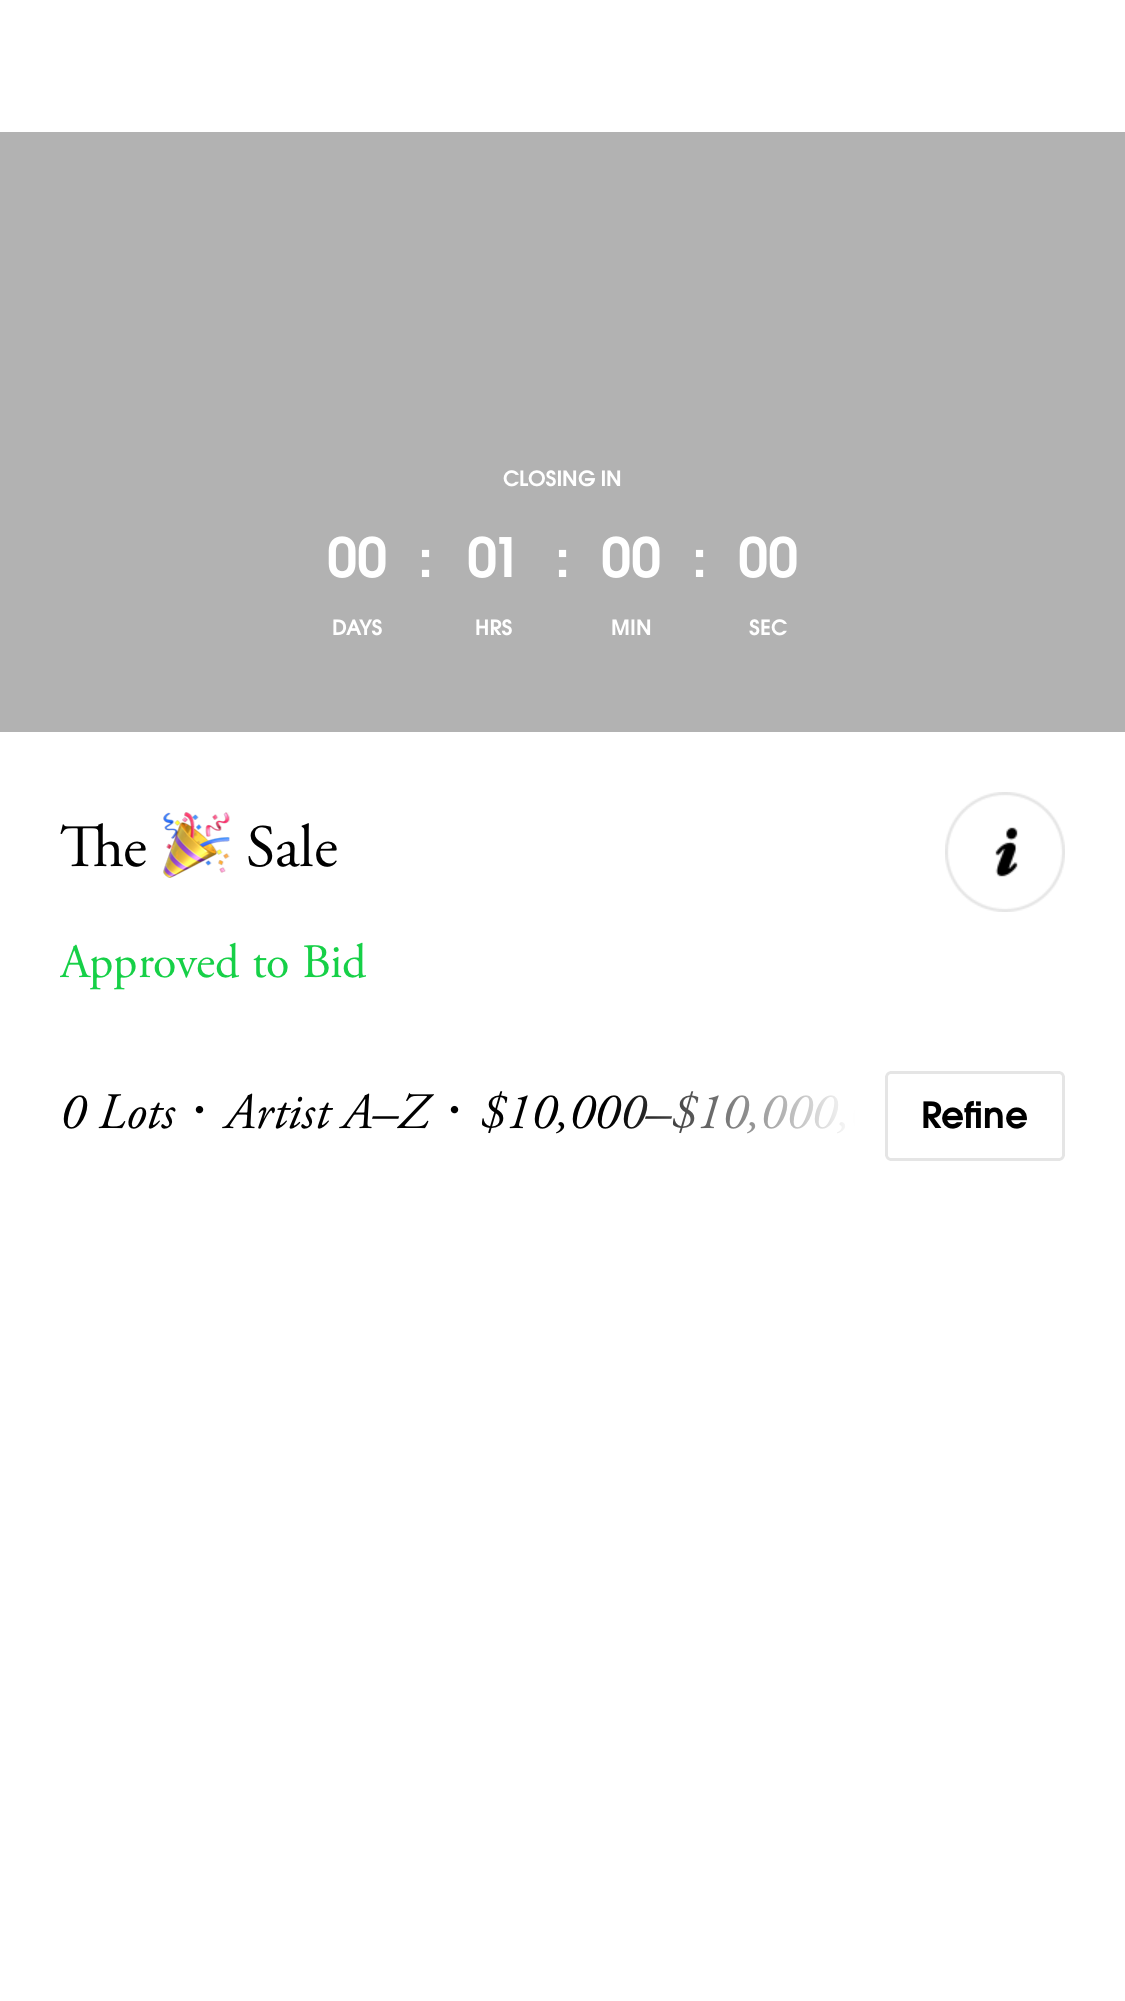 CLOSING IN
00 : 01 : 00 : 00
DAYS HRS MIN SEC
The 🎉 Sale
i
Approved to Bid
0 Lots • Artist A–Z • $10,000–$10,000,
Refine